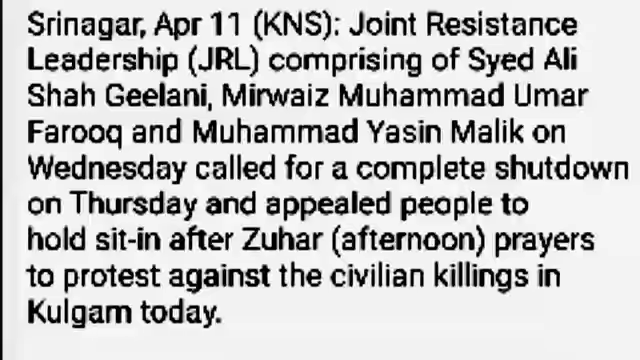 Srinagar, Apr 11 (KNS): Joint Resistance
Leadership (JRL) comprising of Syed Ali
Shah Geelani, Mirwaiz Muhammad Umar
Farooq and Muhammad Yasin Malik on
Wednesday called for a complete shutdown
on Thursday and appealed people to
hold sit-in after Zuhar (afternoon) prayers
to protest against the civilian killings in
Kulgam today.